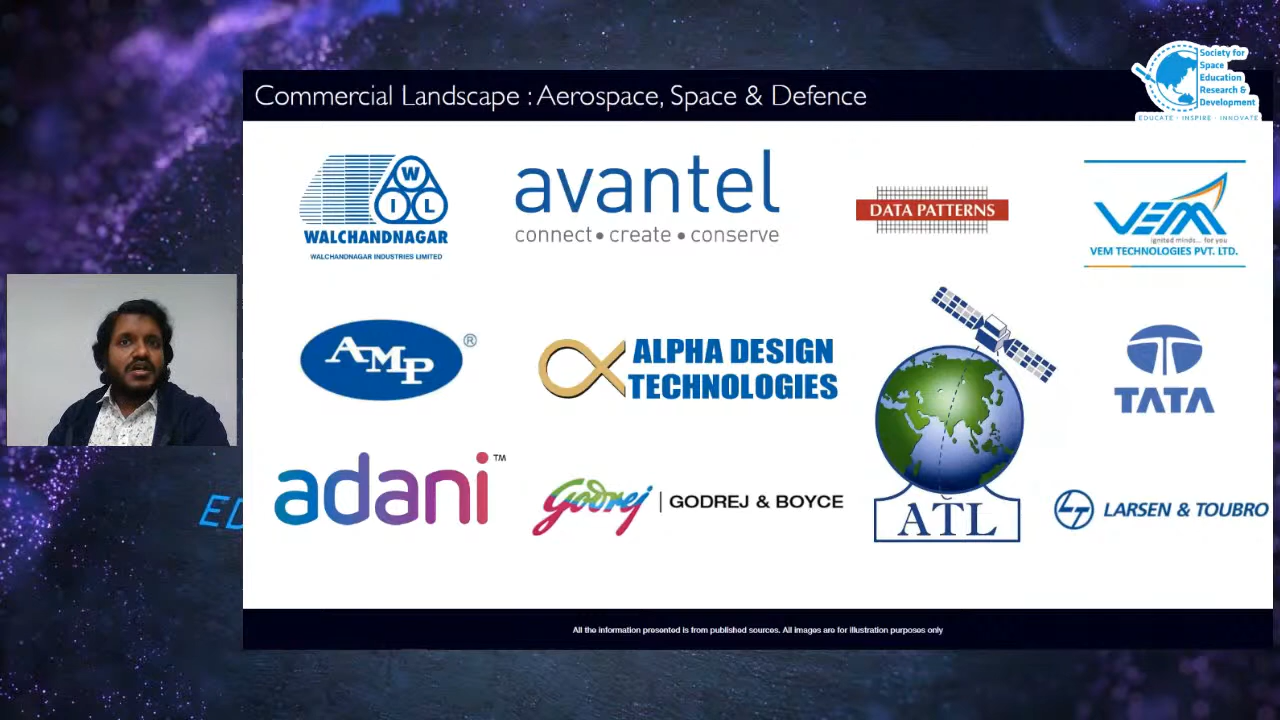 Society for
Space
Education
Research &
Development
EDUCATE · INSPIRE · INNOVATE
Commercial Landscape : Aerospace, Space & Defence
W
I L
WALCHANDNAGAR
WALCHANDNAGAR INDUSTRIES LIMITED
avantel
connect • create • conserve
DATA PATTERNS
VEM
ignited minds... for you
VEM TECHNOLOGIES PVT. LTD.
AMP ®
ALPHA DESIGN
TECHNOLOGIES
ATL
TATA
adani ™
godrej | GODREJ & BOYCE
LT LARSEN & TOUBRO
ED
All the information presented is from published sources. All images are for illustration purposes only